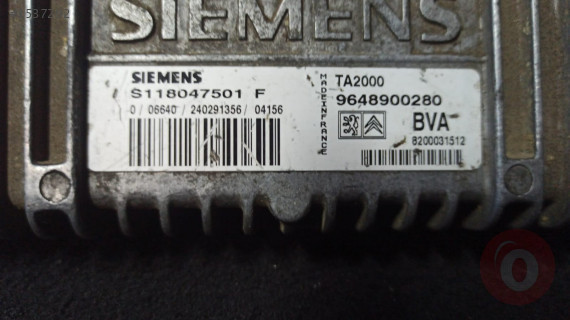 SIEMENS
SIEMENS
S118047501 F
0 / 06640 / 240291356 / 04156
MADE IN FRANCE
TA2000
9648900280
BVA
8200031512